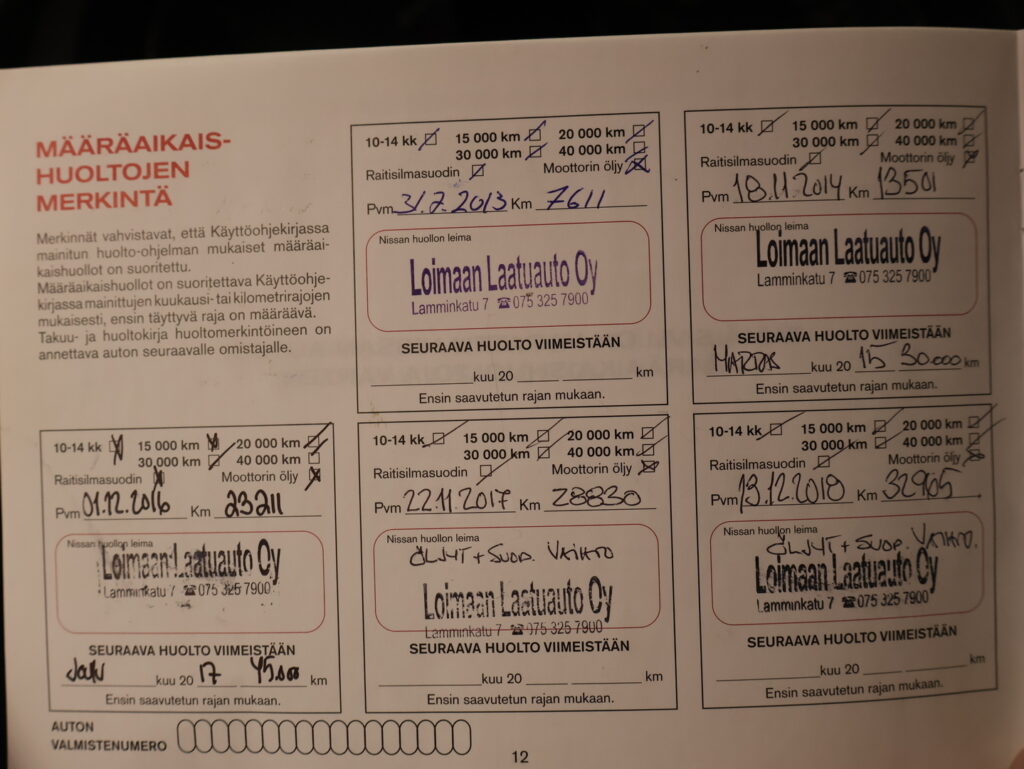 MÄÄRÄAIKAIS-
HUOLTOJEN
MERKINTÄ
Merkinnät vahvistavat, että Käyttöohjekirjassa
mainitun huolto-ohjelman mukaiset määräai-
kaishuollot on suoritettu.
Määräaikaishuollot on suoritettava Käyttöohje-
kirjassa mainittujen kuukausi- tai kilometrirajojen
mukaisesti, ensin täyttyvä raja on määräävä.
Takuu- ja huoltokirja huoltomerkintöineen on
annettava auton seuraavalle omistajalle.
10-14 kk 15 000 km 20 000 km
30 000 km 40 000 km
Raitisilmasuodin Moottorin öljy
Pvm 31.7.2013 Km 7611
Nissan huollon leima
Loimaan Laatuauto Oy
Lamminkatu 7 ☎075 325 7900
SEURAAVA HUOLTO VIIMEISTÄÄN
kuu 20 km
Ensin saavutetun rajan mukaan.
10-14 kk 15 000 km 20 000 km
30 000 km 40 000 km
Raitisilmasuodin Moottorin öljy
Pvm 18.11.2014 Km 13501
Nissan huollon leima
Loimaan Laatuauto Oy
Lamminkatu 7 ☎075 325 7900
SEURAAVA HUOLTO VIIMEISTÄÄN
MARRAS kuu 20 15 30.000 km
Ensin saavutetun rajan mukaan.
10-14 kk 15 000 km 20 000 km
30 000 km 40 000 km
Raitisilmasuodin Moottorin öljy
Pvm 01.12.2016 Km 23211
Nissan huollon leima
Loimaan Laatuauto Oy
Lamminkatu 7 ☎075 325 7900
SEURAAVA HUOLTO VIIMEISTÄÄN
kuu 20 17 45.000 km
Ensin saavutetun rajan mukaan.
10-14 kk 15 000 km 20 000 km
30 000 km 40 000 km
Raitisilmasuodin Moottorin öljy
Pvm 22.11.2017 Km 28830
Nissan huollon leima
ÖLJYT + SUOD. VAIHTO
Loimaan Laatuauto Oy
Lamminkatu 7 ☎075 325 7900
SEURAAVA HUOLTO VIIMEISTÄÄN
kuu 20 km
Ensin saavutetun rajan mukaan.
10-14 kk 15 000 km 20 000 km
30 000 km 40 000 km
Raitisilmasuodin Moottorin öljy
Pvm 13.12.2018 Km 32905
Nissan huollon leima
ÖLJYT + SUOD. VAIHTO.
Loimaan Laatuauto Oy
Lamminkatu 7 ☎075 325 7900
SEURAAVA HUOLTO VIIMEISTÄÄN
kuu 20 km
Ensin saavutetun rajan mukaan.
AUTON
VALMISTENUMERO
12